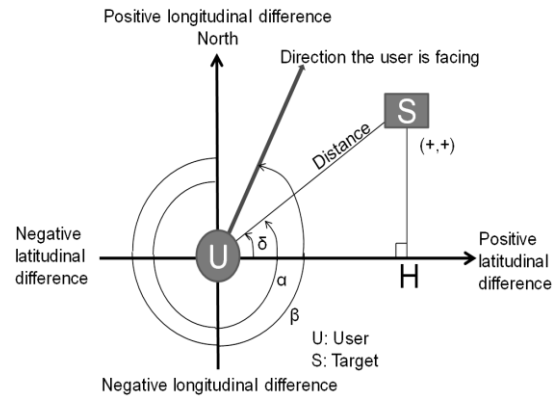 Positive longitudinal difference
North
Direction the user is facing
S
Distance
(+,+)
Negative
latitudinal
difference
U
δ
Positive
latitudinal
difference
H
α
β
U: User
S: Target
Negative longitudinal difference